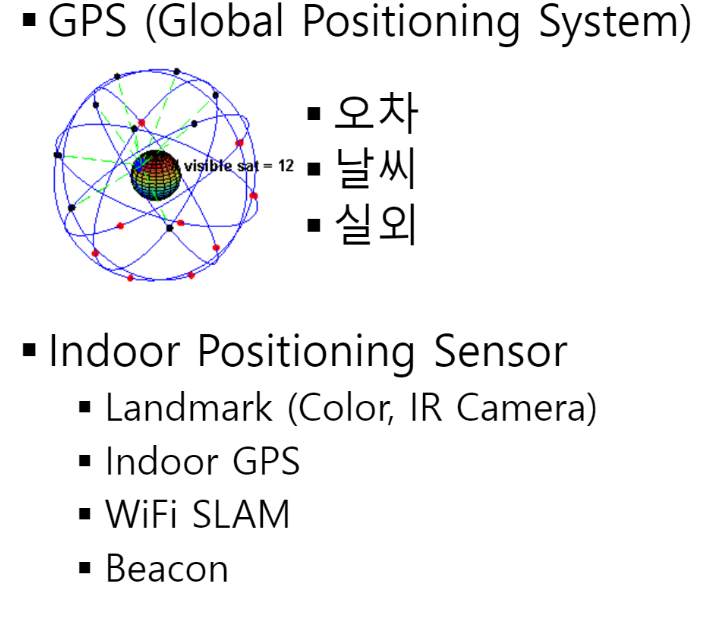 GPS (Global Positioning System)
visible sat = 12
오차
날씨
실외
Indoor Positioning Sensor
Landmark (Color, IR Camera)
Indoor GPS
WiFi SLAM
Beacon